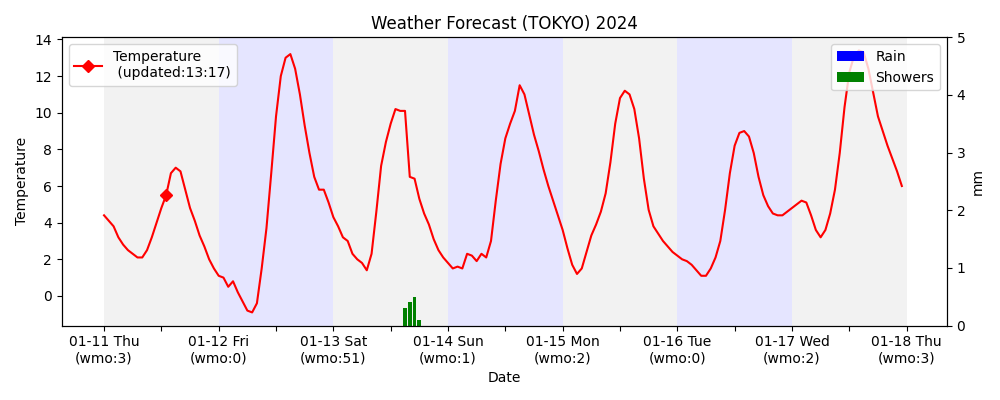 Weather Forecast (TOKYO) 2024
Temperature
(updated:13:17)
Rain
Showers
14
12
10
8
6
4
2
0
Temperature
5
4
3
2
1
0
mm
01-11 Thu
(wmo:3)
01-12 Fri
(wmo:0)
01-13 Sat
(wmo:51)
01-14 Sun
(wmo:1)
01-15 Mon
(wmo:2)
01-16 Tue
(wmo:0)
01-17 Wed
(wmo:2)
01-18 Thu
(wmo:3)
Date